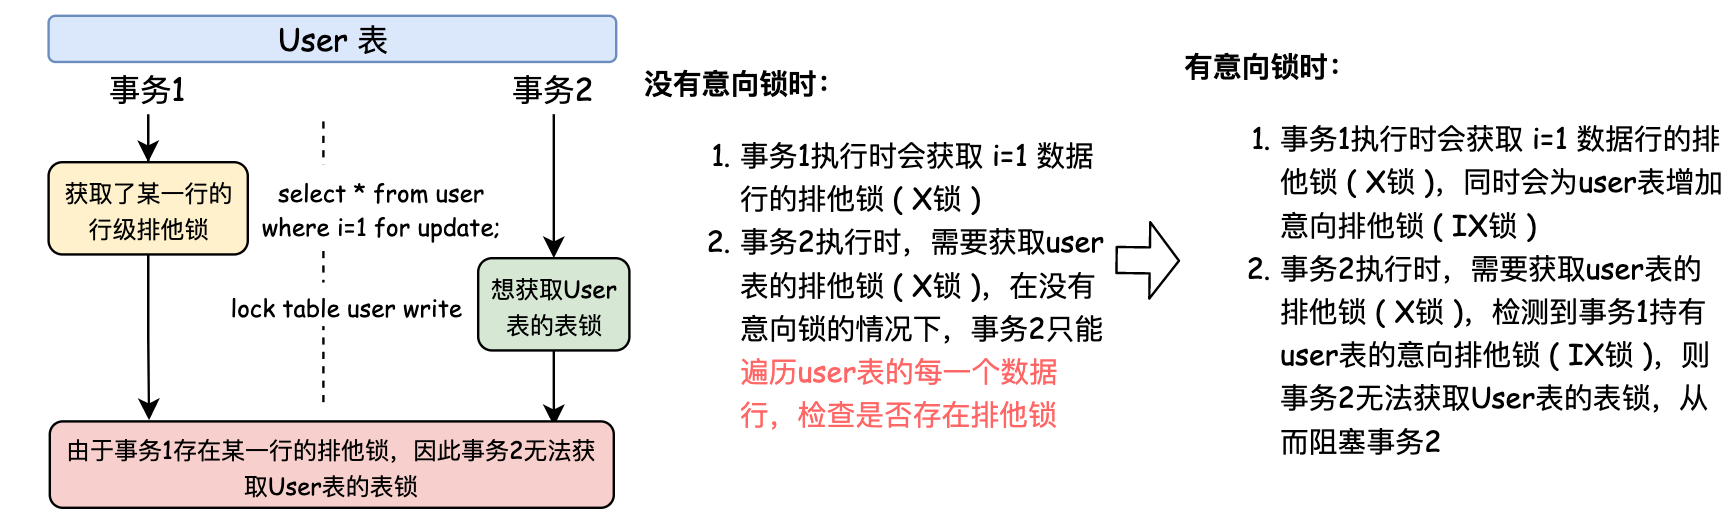 User 表
事务1
事务2
获取了某一行的
行级排他锁
select * from user
where i=1 for update;
lock table user write
想获取User
表的表锁
由于事务1存在某一行的排他锁，因此事务2无法获
取User表的表锁
没有意向锁时：
1. 事务1执行时会获取 i=1 数据
行的排他锁 ( X锁 )
2. 事务2执行时，需要获取user
表的排他锁 ( X锁 )，在没有
意向锁的情况下，事务2只能
遍历user表的每一个数据
行，检查是否存在排他锁
有意向锁时：
1. 事务1执行时会获取 i=1 数据行的排
他锁 ( X锁 )，同时会为user表增加
意向排他锁 ( IX锁 )
2. 事务2执行时，需要获取user表的
排他锁 ( X锁 )，检测到事务1持有
user表的意向排他锁 ( IX锁 )，则
事务2无法获取User表的表锁，从
而阻塞事务2